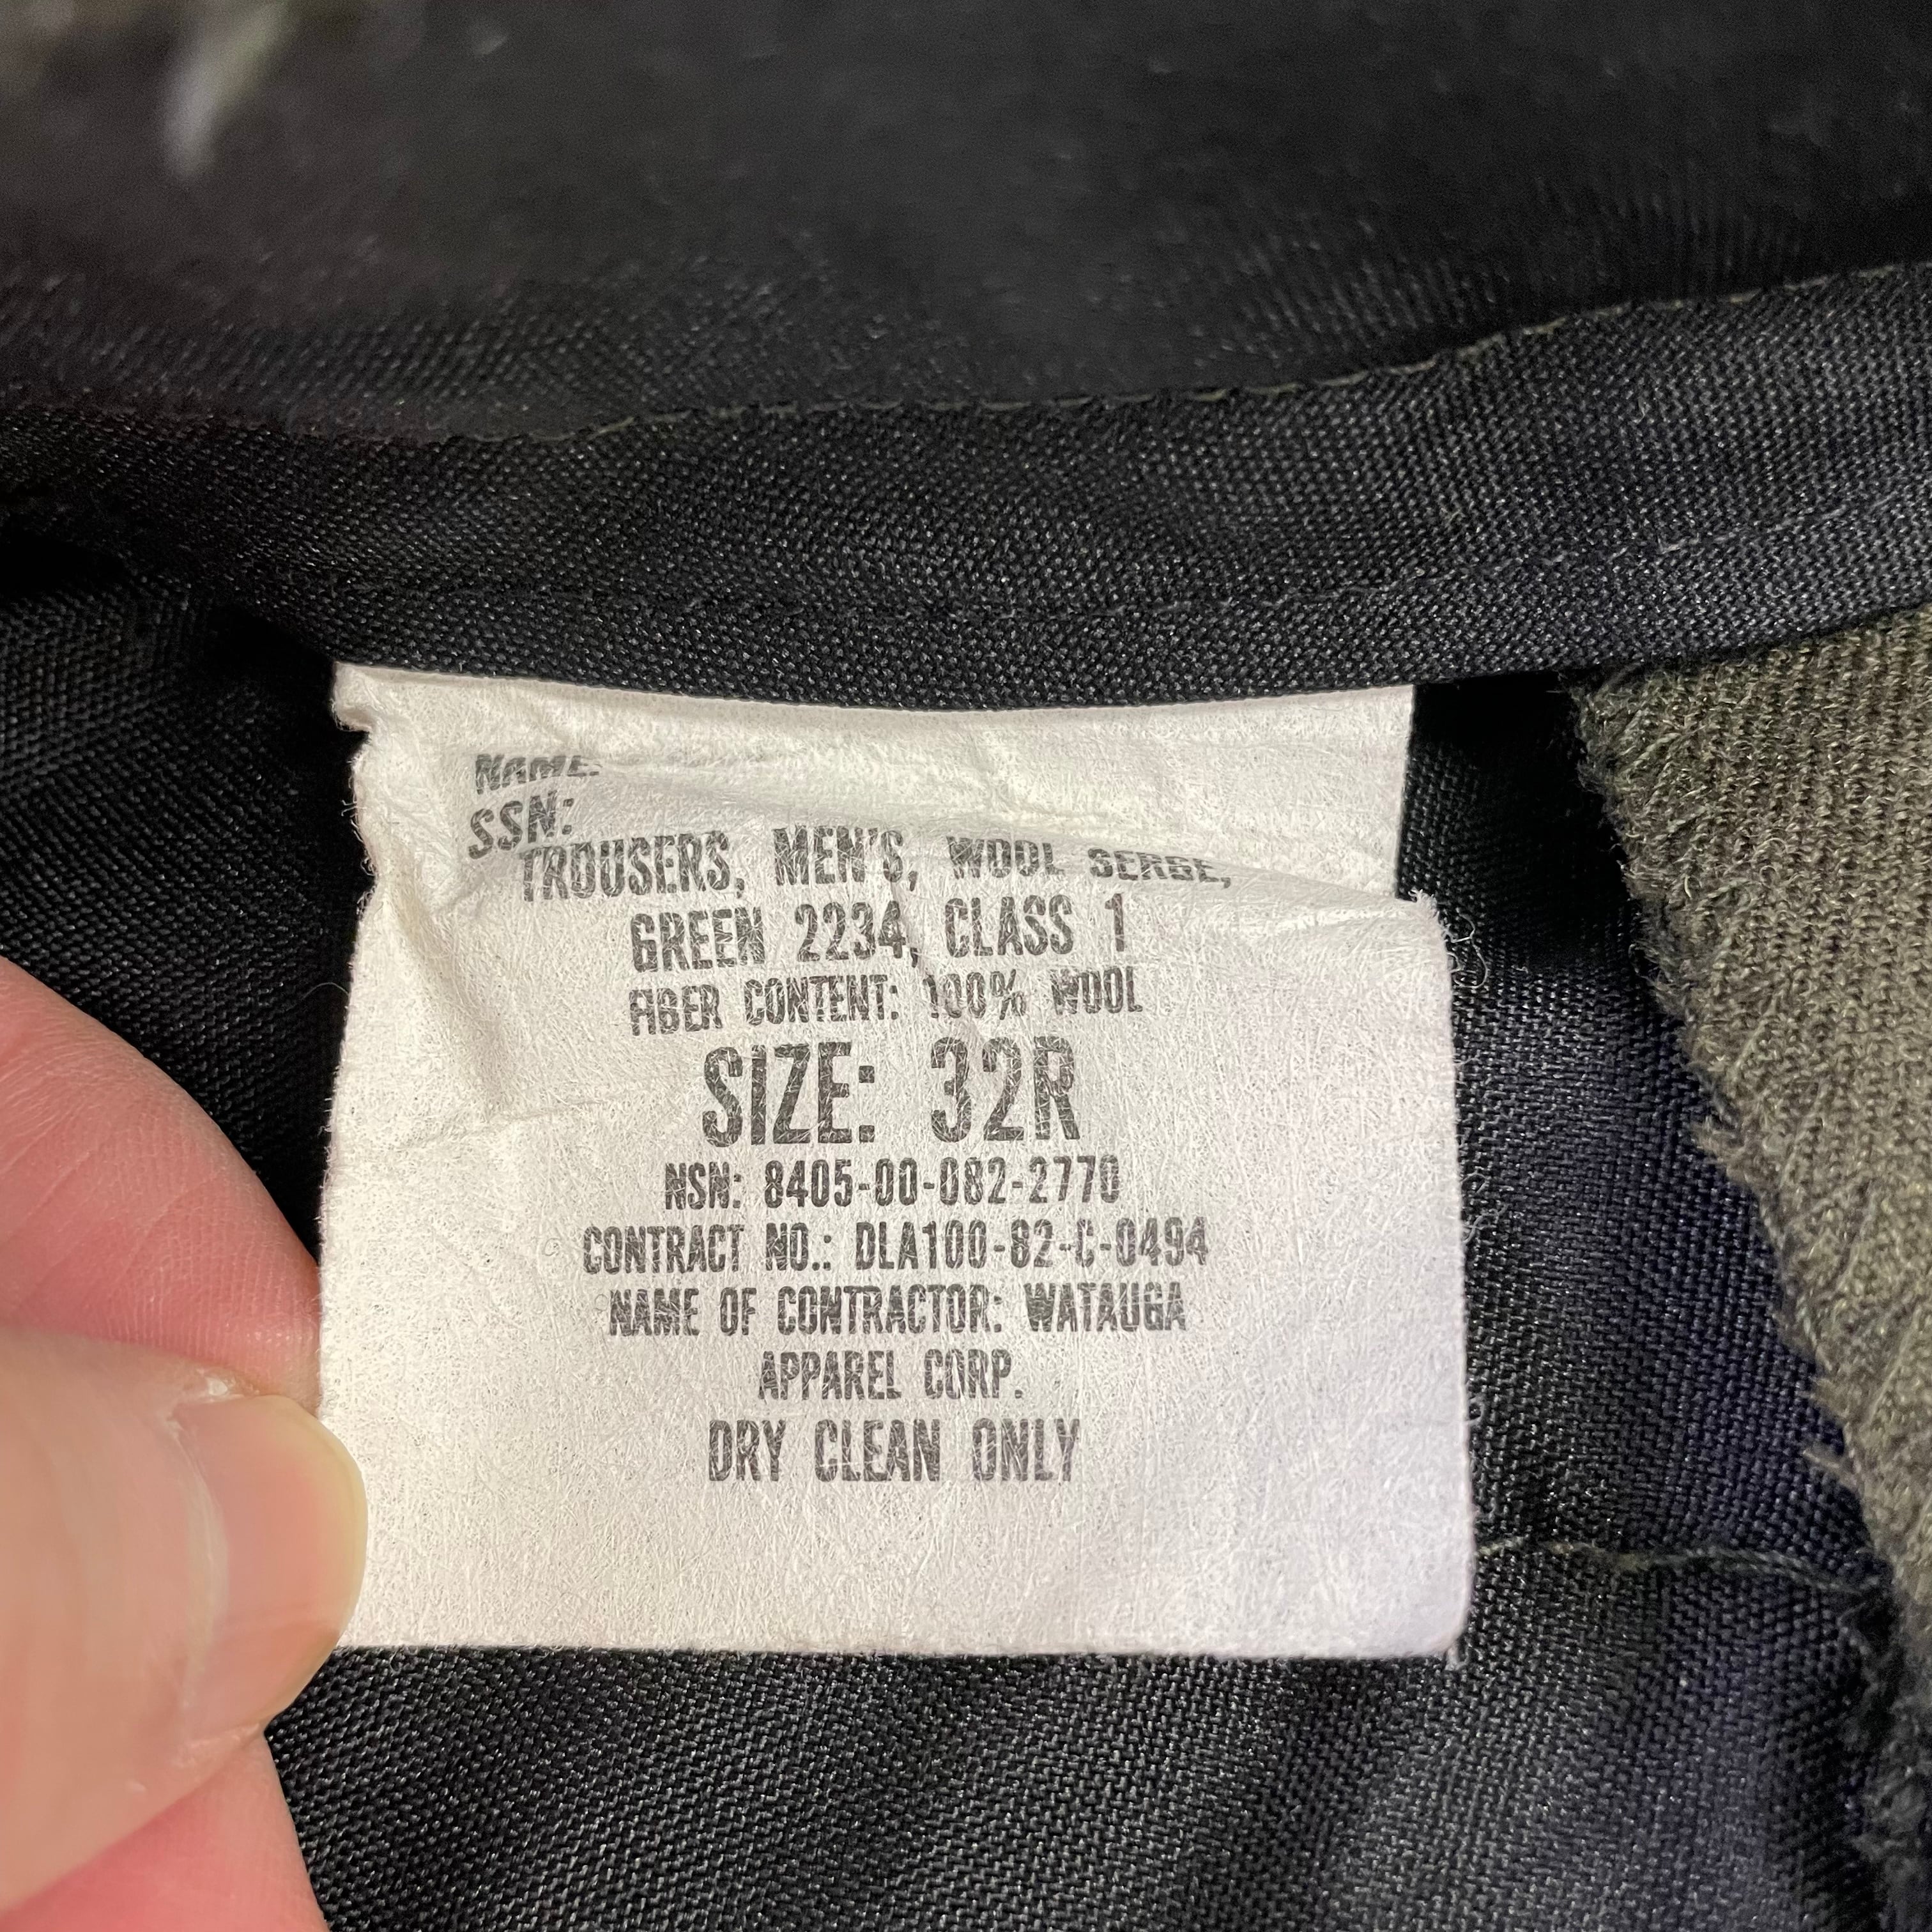 NAME:
SSN:
TROUSERS, MEN'S, WOOL SERGE,
GREEN 2234, CLASS 1
FIBER CONTENT: 100% WOOL
SIZE: 32R
NSN: 8405-00-082-2770
CONTRACT NO.: DLA100-82-C-0494
NAME OF CONTRACTOR: WATAUGA
APPAREL CORP.
DRY CLEAN ONLY